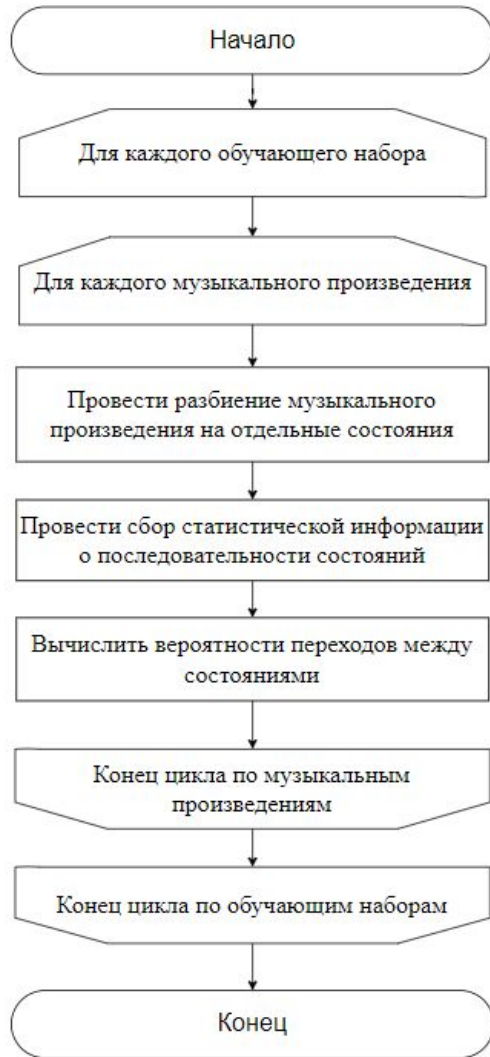 Начало
Для каждого обучающего набора
Для каждого музыкального произведения
Провести разбиение музыкального
произведения на отдельные состояния
Провести сбор статистической информации
о последовательности состояний
Вычислить вероятности переходов между
состояниями
Конец цикла по музыкальным
произведениям
Конец цикла по обучающим наборам
Конец